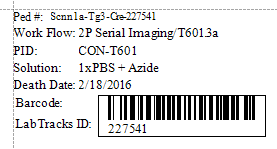 Ped #: Scnn1a-Tg3-Cre-227541
Work Flow: 2P Serial Imaging/T601.3a
PID: CON-T601
Solution: 1xPBS + Azide
Death Date: 2/18/2016
Barcode:
LabTracks ID: 227541